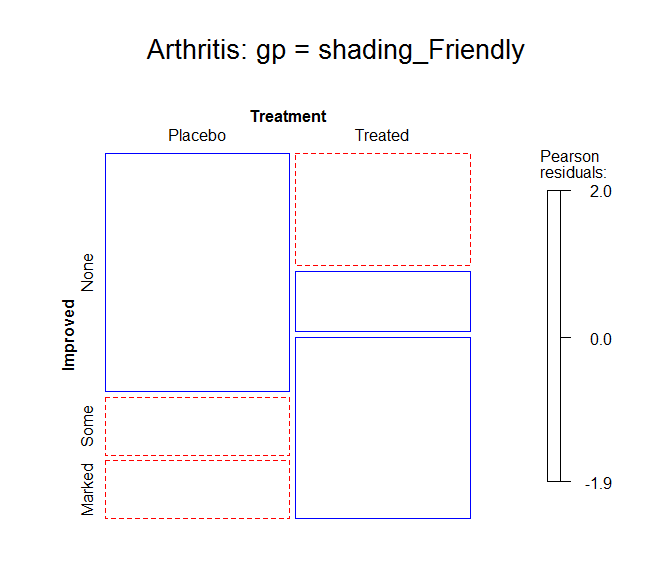 Arthritis: gp = shading_Friendly
Treatment
Placebo Treated
Pearson
residuals:
2.0
0.0
-1.9
Improved
None
Some
Marked